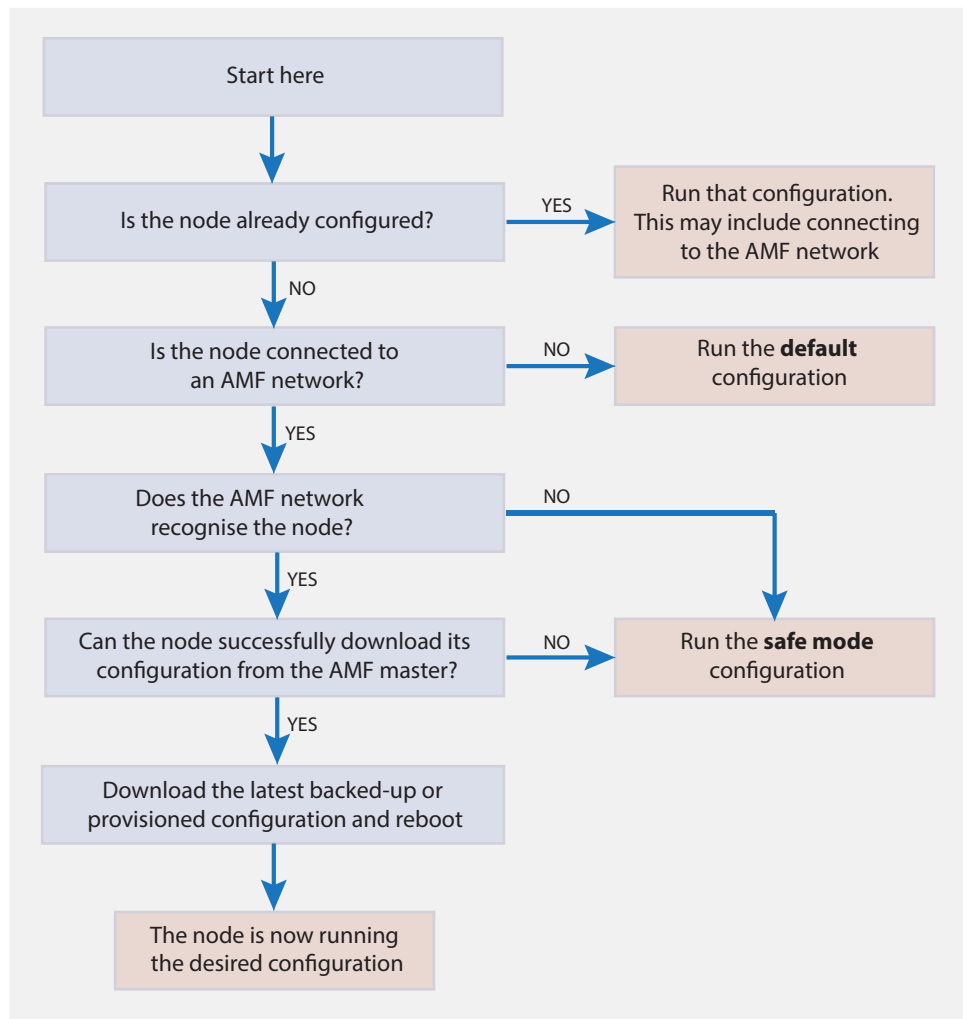 Start here
Is the node already configured?
YES
Run that configuration.
This may include connecting
to the AMF network
NO
Is the node connected to
an AMF network?
NO
Run the default
configuration
YES
Does the AMF network
recognise the node?
NO
YES
Can the node successfully download its
configuration from the AMF master?
NO
Run the safe mode
configuration
YES
Download the latest backed-up or
provisioned configuration and reboot
The node is now running
the desired configuration